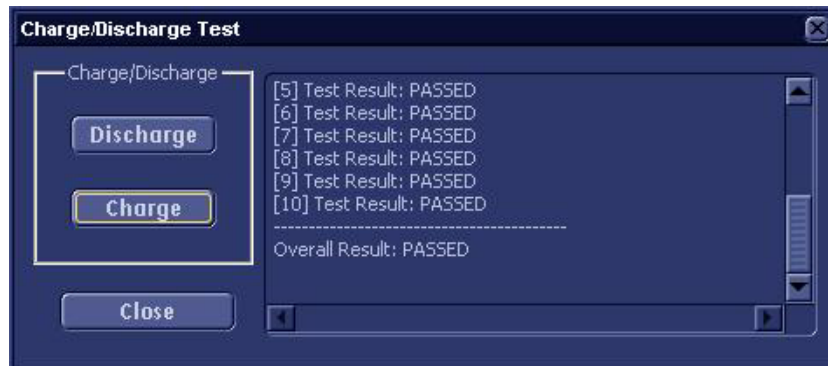 Charge/Discharge Test
Charge/Discharge
Discharge
Charge
Close
[5] Test Result: PASSED
[6] Test Result: PASSED
[7] Test Result: PASSED
[8] Test Result: PASSED
[9] Test Result: PASSED
[10] Test Result: PASSED
------------------------------------------
Overall Result: PASSED